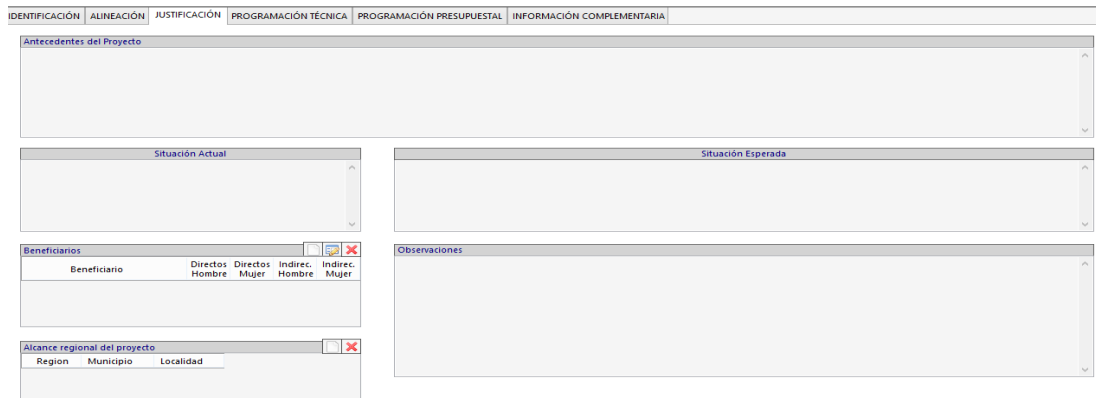 IDENTIFICACIÓN ALINEACIÓN JUSTIFICACIÓN PROGRAMACIÓN TÉCNICA PROGRAMACIÓN PRESUPUESTAL INFORMACIÓN COMPLEMENTARIA
Antecedentes del Proyecto
Situación Actual
Situación Esperada
Beneficiarios
Beneficiario Directos Hombre Directos Mujer Indirec. Hombre Indirec. Mujer
Observaciones
Alcance regional del proyecto
Region Municipio Localidad